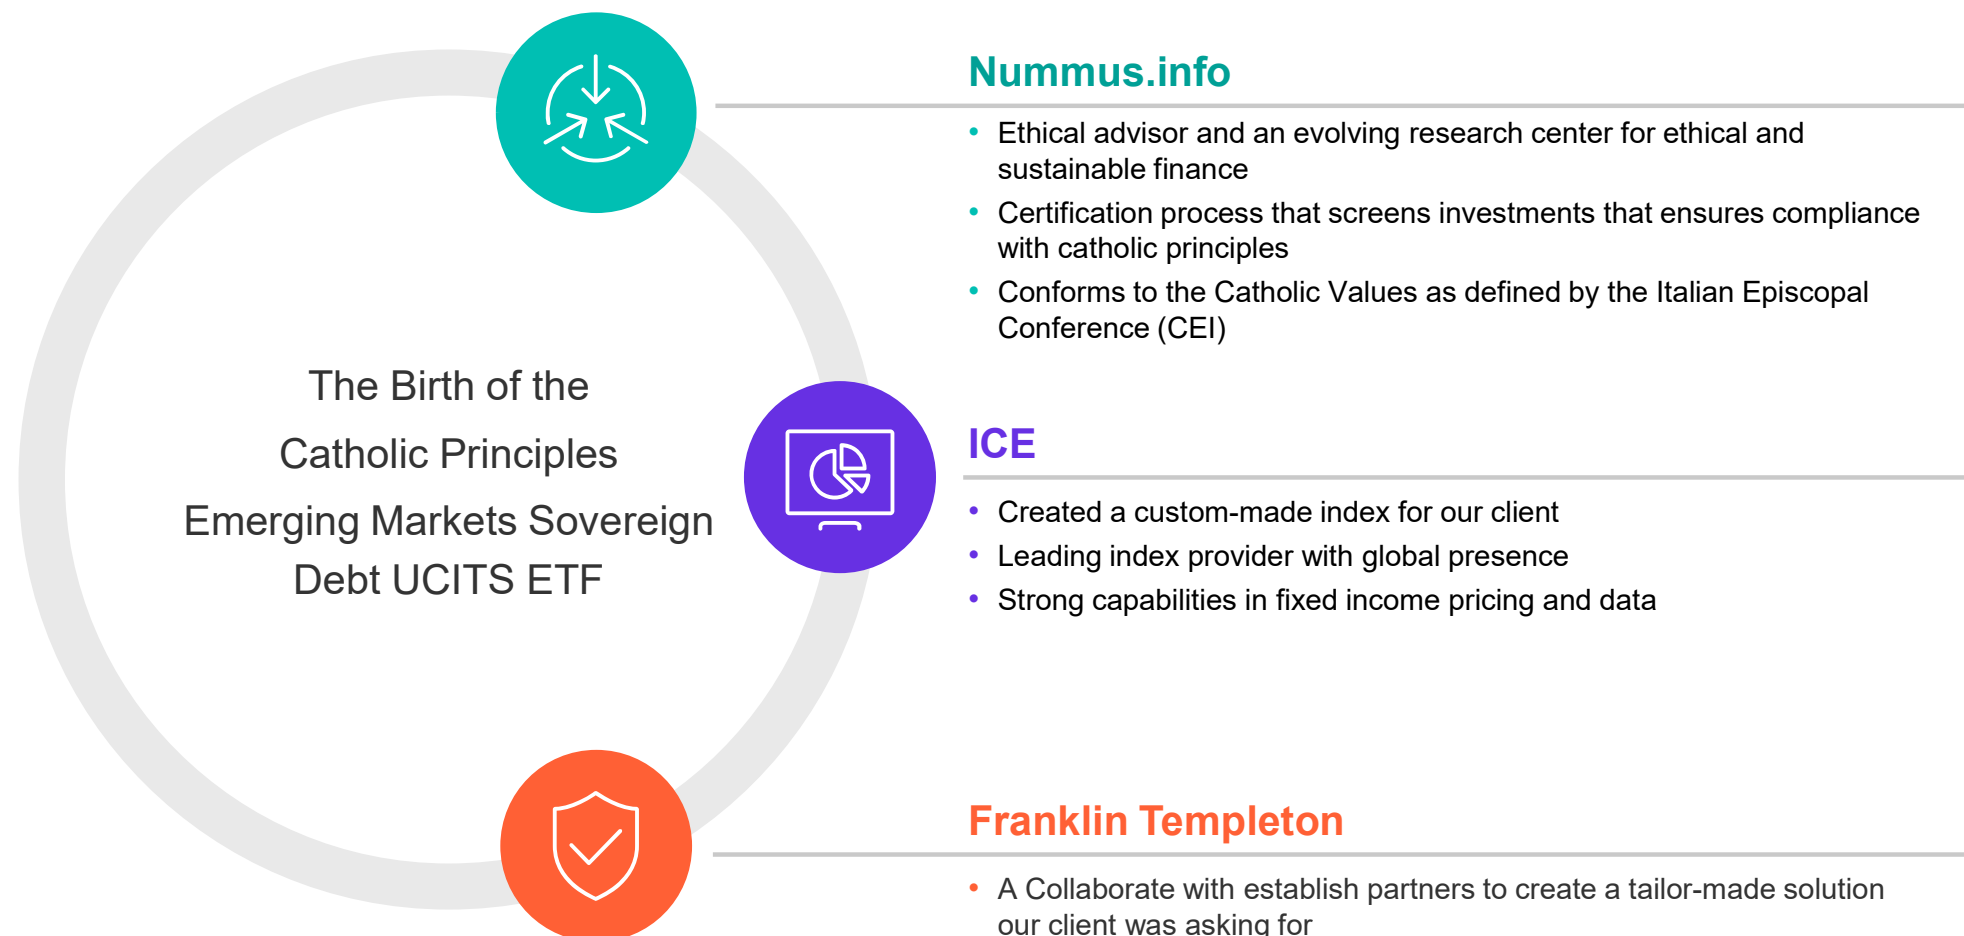 The Birth of the
Catholic Principles
Emerging Markets Sovereign
Debt UCITS ETF
Nummus.info
• Ethical advisor and an evolving research center for ethical and
sustainable finance
• Certification process that screens investments that ensures compliance
with catholic principles
• Conforms to the Catholic Values as defined by the Italian Episcopal
Conference (CEI)
ICE
• Created a custom-made index for our client
• Leading index provider with global presence
• Strong capabilities in fixed income pricing and data
Franklin Templeton
• A Collaborate with establish partners to create a tailor-made solution
our client was asking for